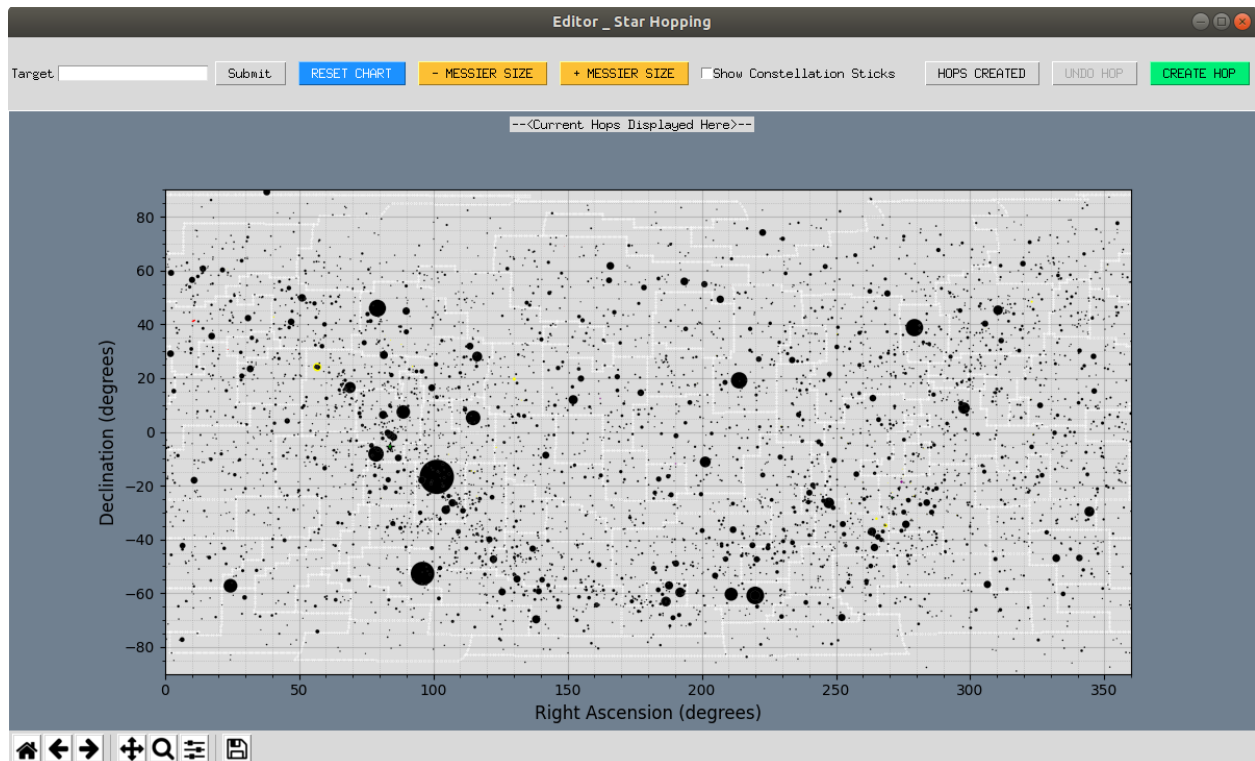 Editor _ Star Hopping
Target Submit RESET CHART - MESSIER SIZE + MESSIER SIZE Show Constellation Sticks HOPS CREATED UNDO HOP CREATE HOP
--<Current Hops Displayed Here>--
80
60
40
20
0
−20
−40
−60
−80
Declination (degrees)
0 50 100 150 200 250 300 350
Right Ascension (degrees)